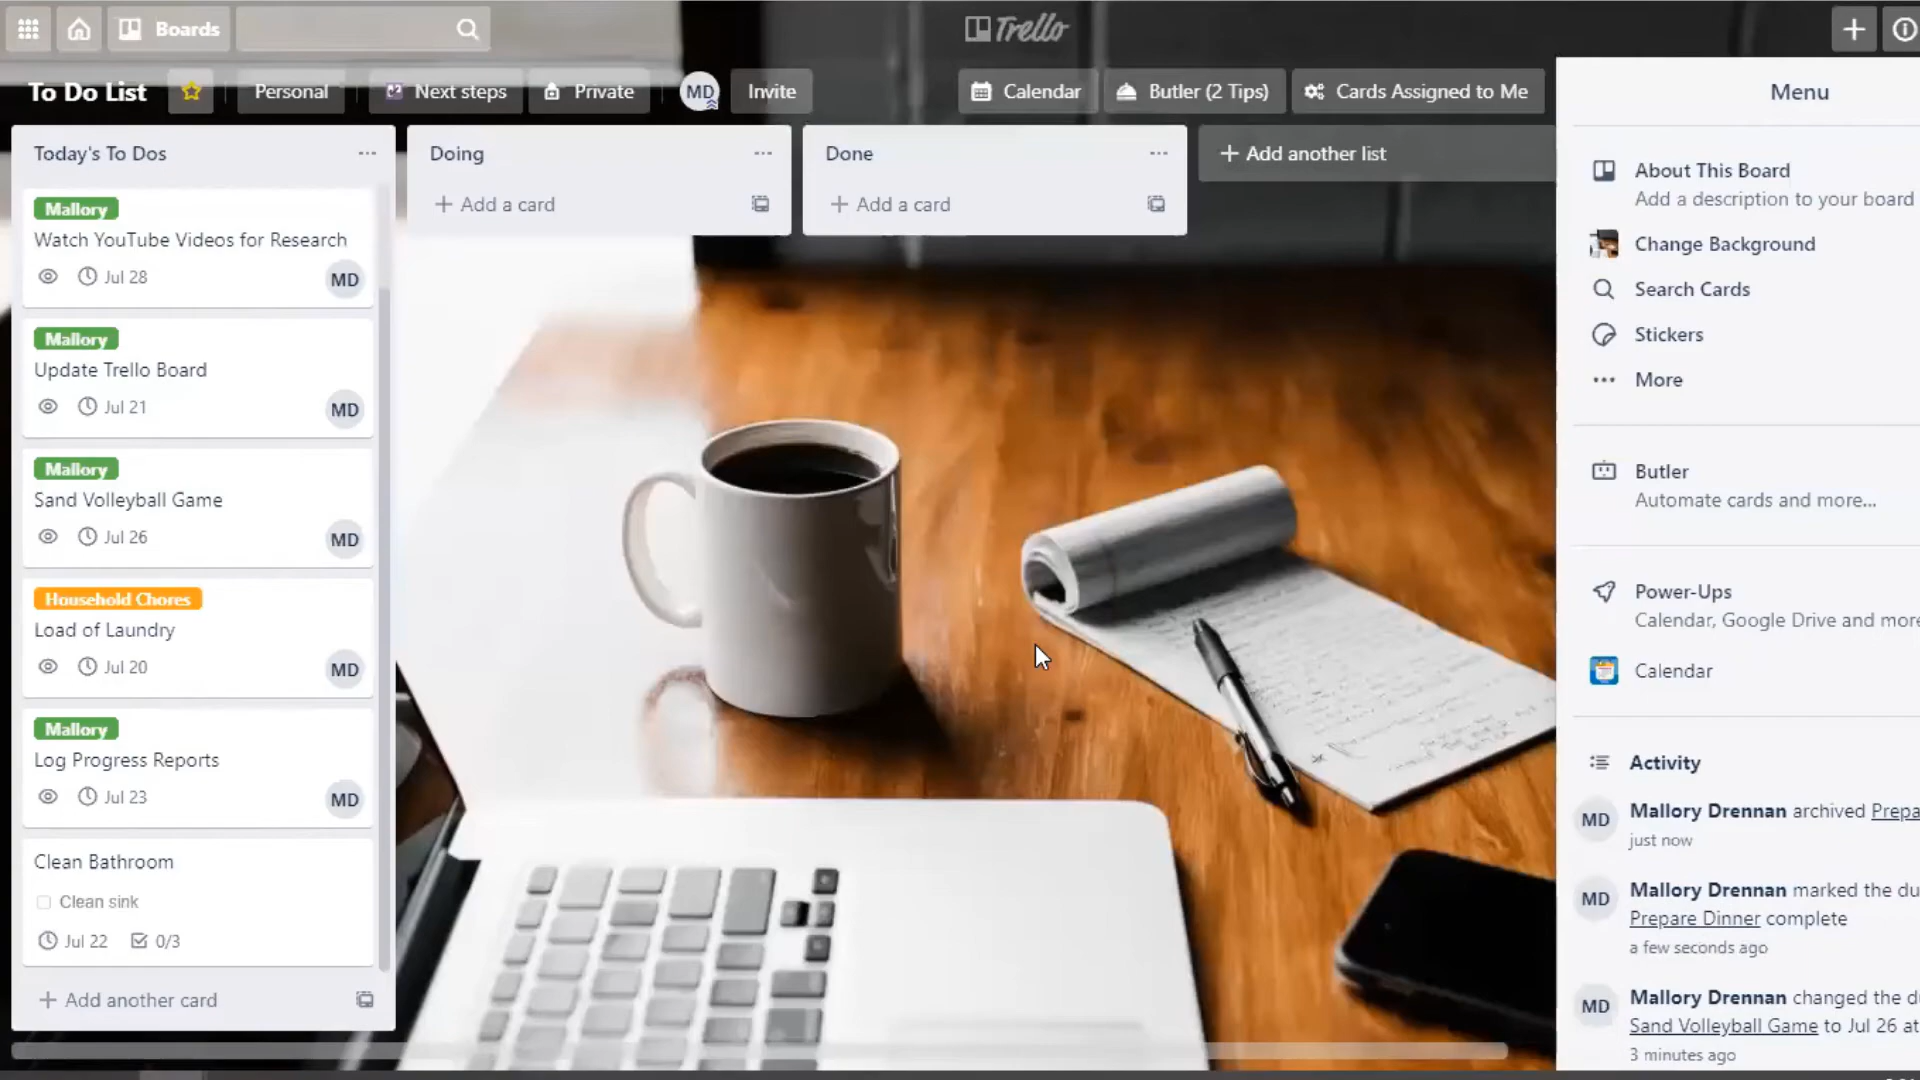 Boards
Trello
To Do List
Personal
Next steps
Private
MD
Invite
Calendar
Butler (2 Tips)
Cards Assigned to Me
Today's To Dos
Mallory
Watch YouTube Videos for Research
Jul 28
MD
Mallory
Update Trello Board
Jul 21
MD
Mallory
Sand Volleyball Game
Jul 26
MD
Household Chores
Load of Laundry
Jul 20
MD
Mallory
Log Progress Reports
Jul 23
MD
Clean Bathroom
Clean sink
Jul 22 0/3
+ Add another card
Doing
+ Add a card
Done
+ Add a card
+ Add another list
Menu
About This Board
Add a description to your board
Change Background
Search Cards
Stickers
More
Butler
Automate cards and more...
Power-Ups
Calendar, Google Drive and more
Calendar
Activity
MD
Mallory Drennan archived Prepa
just now
MD
Mallory Drennan marked the du
Prepare Dinner complete
a few seconds ago
MD
Mallory Drennan changed the du
Sand Volleyball Game to Jul 26 at
3 minutes ago